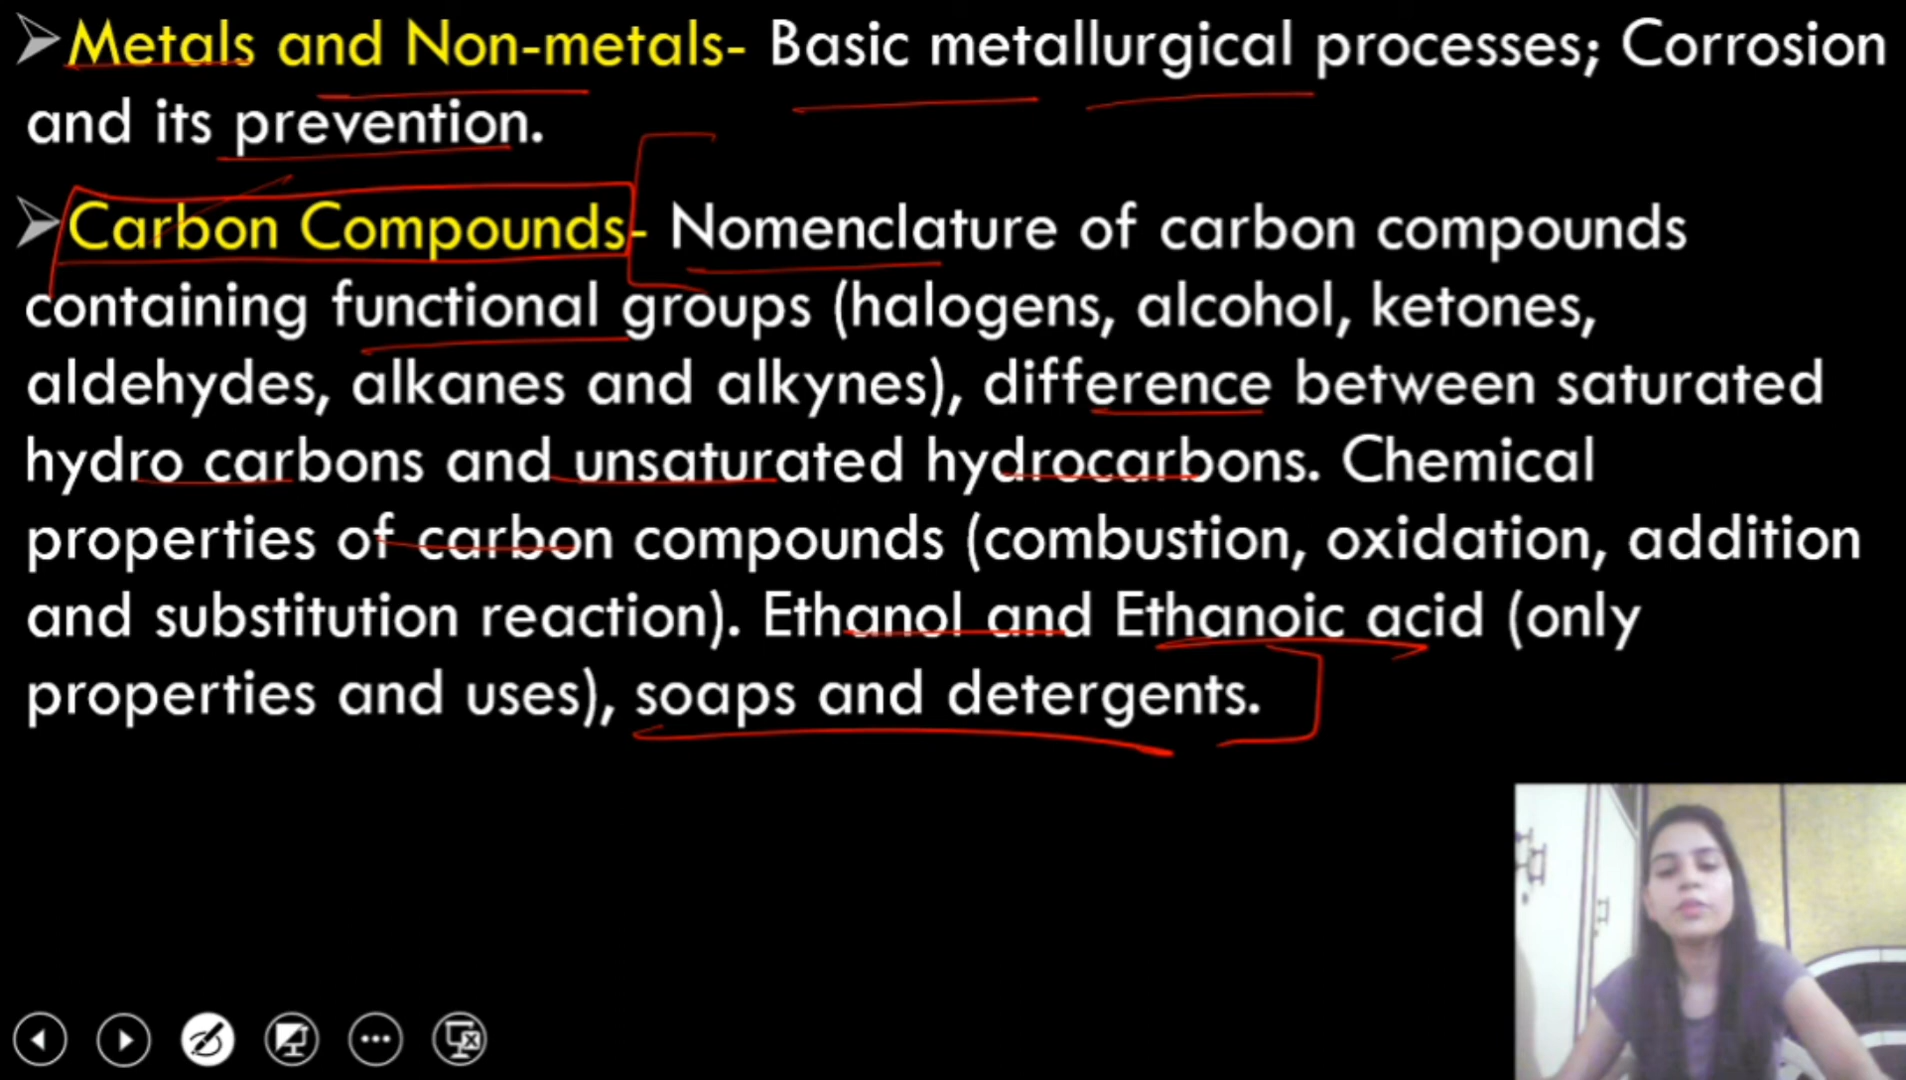 Metals and Non-metals- Basic metallurgical processes; Corrosion
and its prevention.
Carbon Compounds- Nomenclature of carbon compounds
containing functional groups (halogens, alcohol, ketones,
aldehydes, alkanes and alkynes), difference between saturated
hydro carbons and unsaturated hydrocarbons. Chemical
properties of carbon compounds (combustion, oxidation, addition
and substitution reaction). Ethanol and Ethanoic acid (only
properties and uses), soaps and detergents.